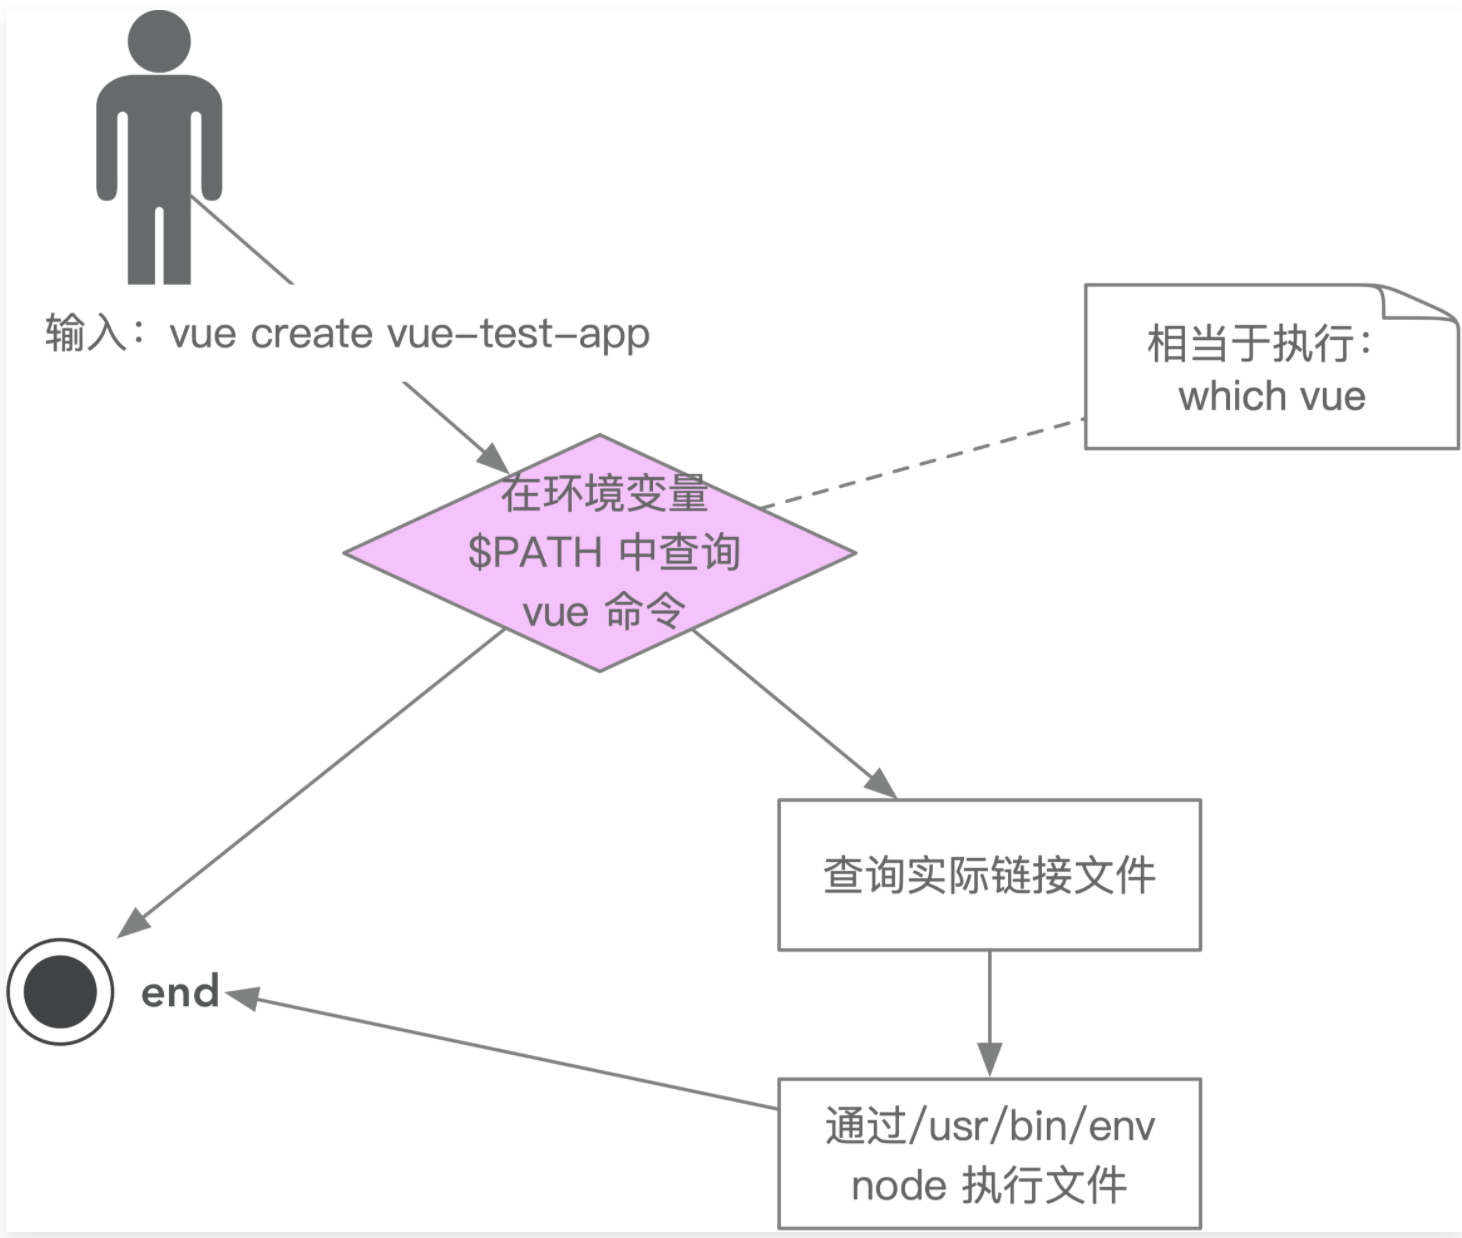 输入：vue create vue-test-app
相当于执行：
which vue
在环境变量
$PATH 中查询
vue 命令
查询实际链接文件
end
通过/usr/bin/env
node 执行文件